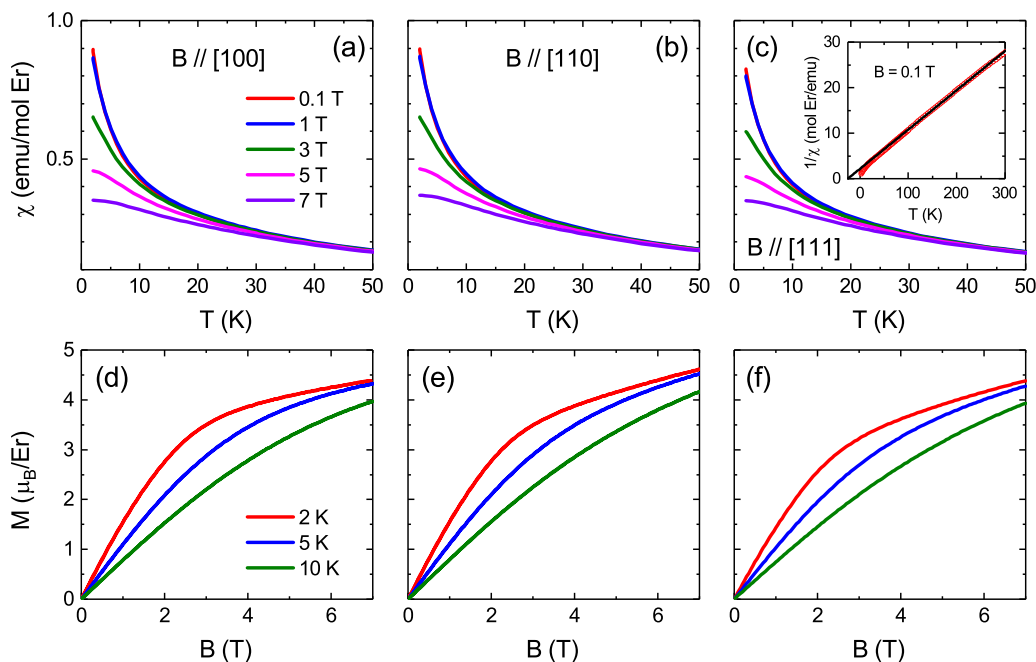 (a)
B // [100]
0.1 T
1 T
3 T
5 T
7 T
χ (emu/mol Er)
1.0
0.5
0 10 20 30 40 50
T (K)
(b)
B // [110]
0 10 20 30 40 50
T (K)
(c)
B // [111]
0 10 20 30 40 50
T (K)
B = 0.1 T
1/χ (mol Er/emu)
30
20
10
0
0 100 200 300
T (K)
(d)
2 K
5 K
10 K
M (μB/Er)
5
4
3
2
1
0
0 2 4 6
B (T)
(e)
0 2 4 6
B (T)
(f)
0 2 4 6
B (T)